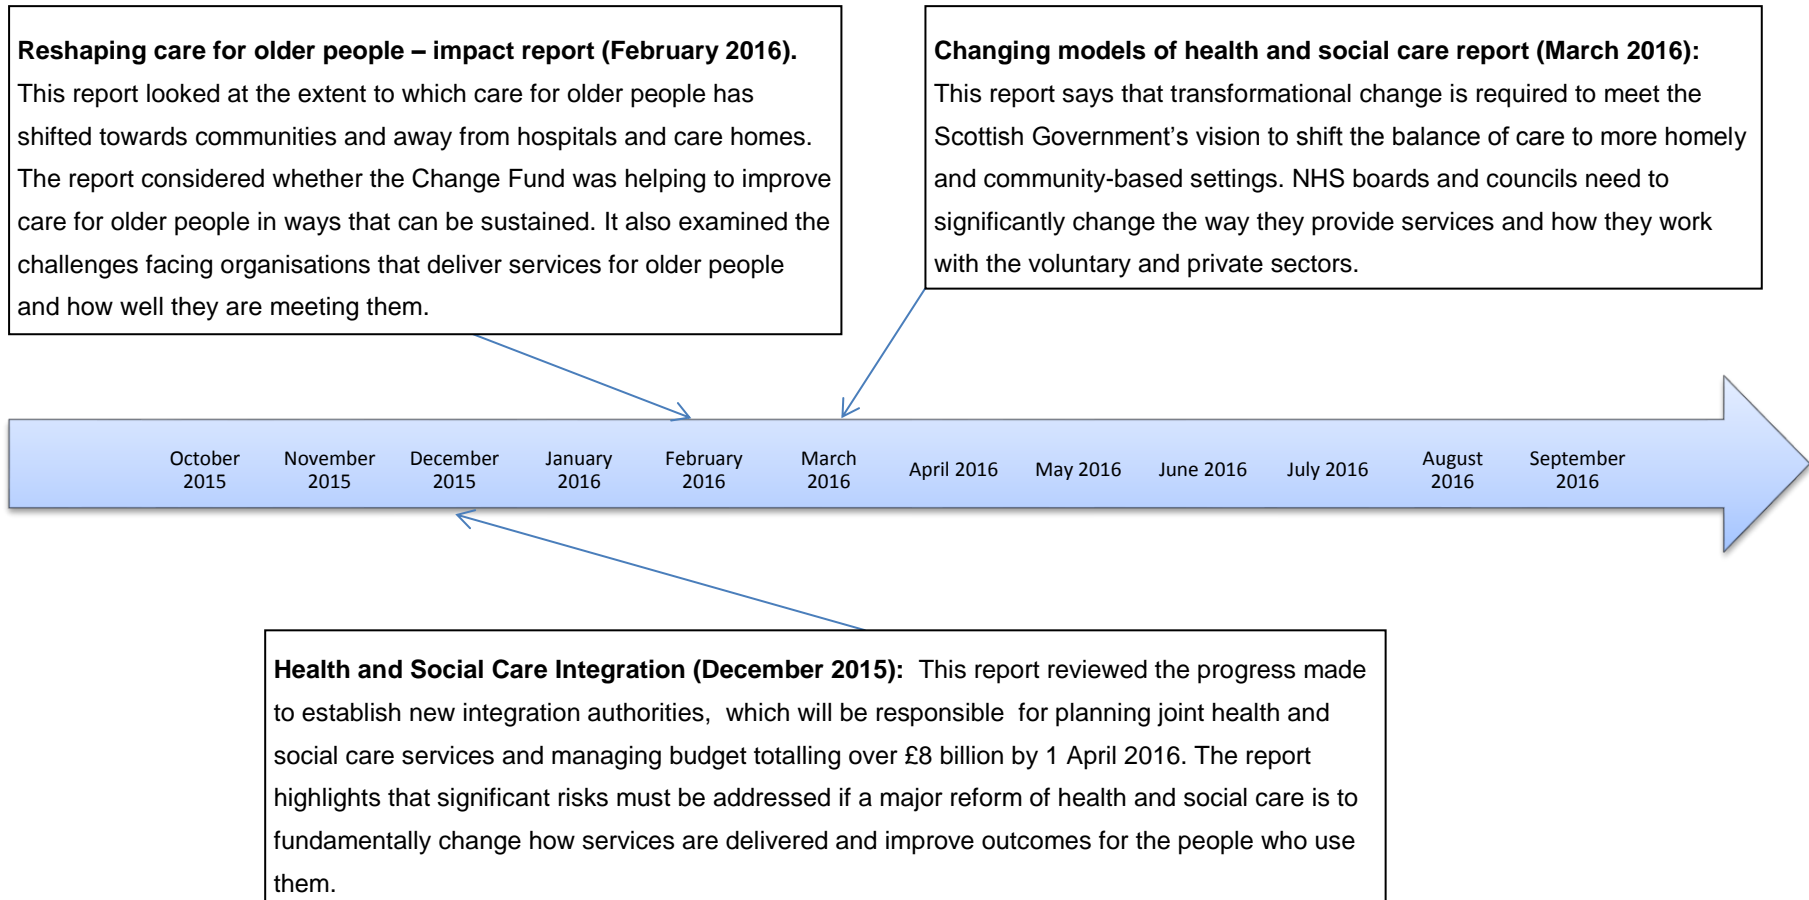 Reshaping care for older people – impact report (February 2016).
This report looked at the extent to which care for older people has
shifted towards communities and away from hospitals and care homes.
The report considered whether the Change Fund was helping to improve
care for older people in ways that can be sustained. It also examined the
challenges facing organisations that deliver services for older people
and how well they are meeting them.
Changing models of health and social care report (March 2016):
This report says that transformational change is required to meet the
Scottish Government’s vision to shift the balance of care to more homely
and community-based settings. NHS boards and councils need to
significantly change the way they provide services and how they work
with the voluntary and private sectors.
October
2015
November
2015
December
2015
January
2016
February
2016
March
2016
April 2016
May 2016
June 2016
July 2016
August
2016
September
2016
Health and Social Care Integration (December 2015): This report reviewed the progress made
to establish new integration authorities, which will be responsible for planning joint health and
social care services and managing budget totalling over £8 billion by 1 April 2016. The report
highlights that significant risks must be addressed if a major reform of health and social care is to
fundamentally change how services are delivered and improve outcomes for the people who use
them.